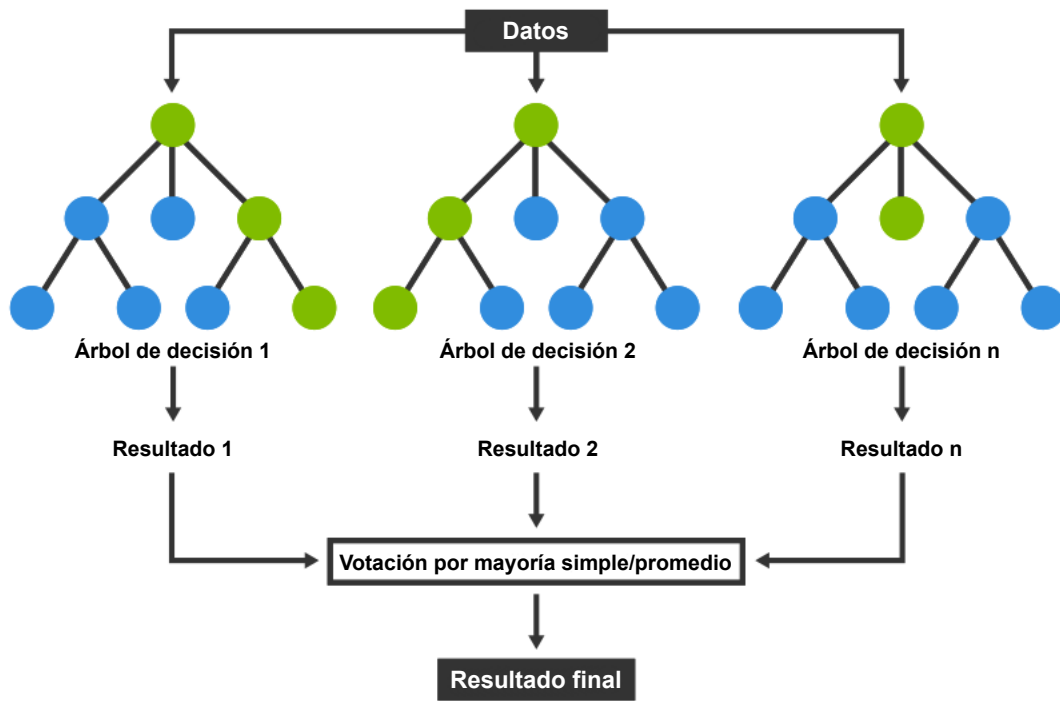 Datos
Árbol de decisión 1
Árbol de decisión 2
Árbol de decisión n
Resultado 1
Resultado 2
Resultado n
Votación por mayoría simple/promedio
Resultado final